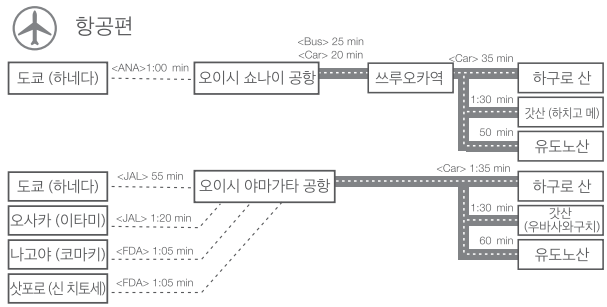 항공편
<Bus> 25 min
<Car> 20 min
<ANA>1:00 min
<Car> 35 min
도쿄 (하네다)
오이시 쇼나이 공항
쓰루오카역
하구로 산
1:30 min
갓산 (하치고 메)
50 min
유도노산
<JAL> 55 min
<Car> 1:35 min
도쿄 (하네다)
오이시 야마가타 공항
하구로 산
오사카 (이타미)
<JAL> 1:20 min
1:30 min
갓산
(우바사와구치)
나고야 (코마키)
<FDA> 1:05 min
60 min
유도노산
삿포로 (신 치토세)
<FDA> 1:05 min